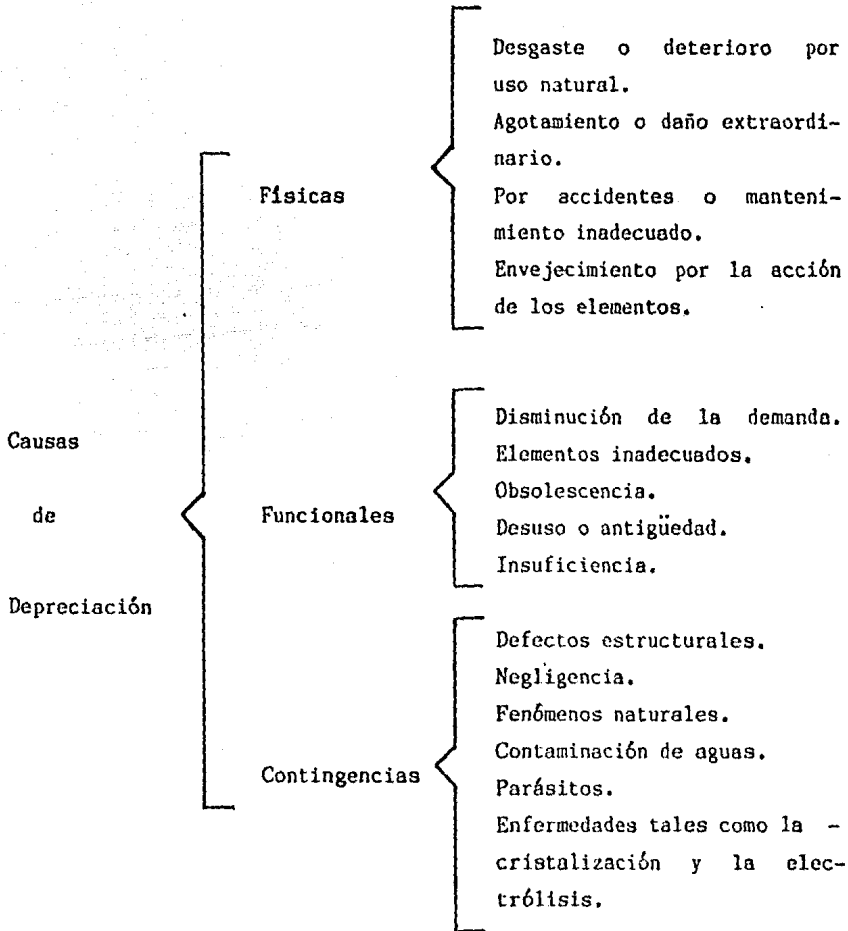 Causas
de
Depreciación
Físicas
Desgaste o deterioro por
uso natural.
Agotamiento o daño extraordi-
nario.
Por accidentes o manteni-
miento inadecuado.
Envejecimiento por la acción
de los elementos.
Funcionales
Disminución de la demanda.
Elementos inadecuados.
Obsolescencia.
Desuso o antigüedad.
Insuficiencia.
Contingencias
Defectos estructurales.
Negligencia.
Fenómenos naturales.
Contaminación de aguas.
Parásitos.
Enfermedades tales como la -
cristalización y la elec-
trólisis.